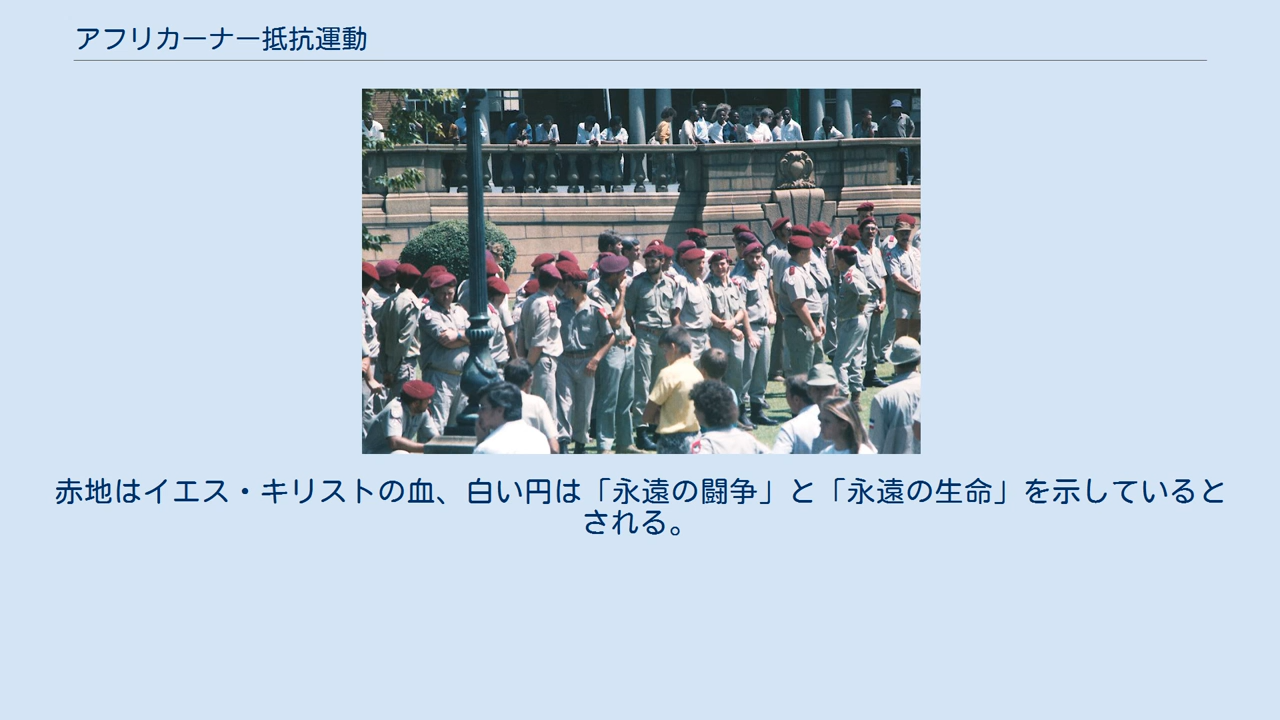 アフリカーナー抵抗運動
赤地はイエス・キリストの血、白い円は「永遠の闘争」と「永遠の生命」を示していると
される。